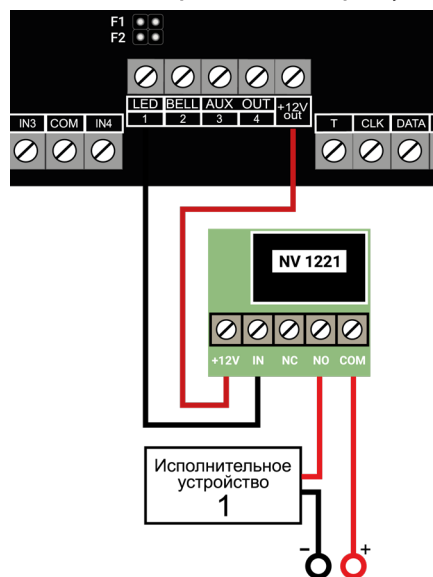 F1
F2
LED BELL AUX OUT +12V out
1 2 3 4
IN3 COM IN4
T CLK DATA
NV 1221
+12V IN NC NO COM
Исполнительное
устройство
1
– +